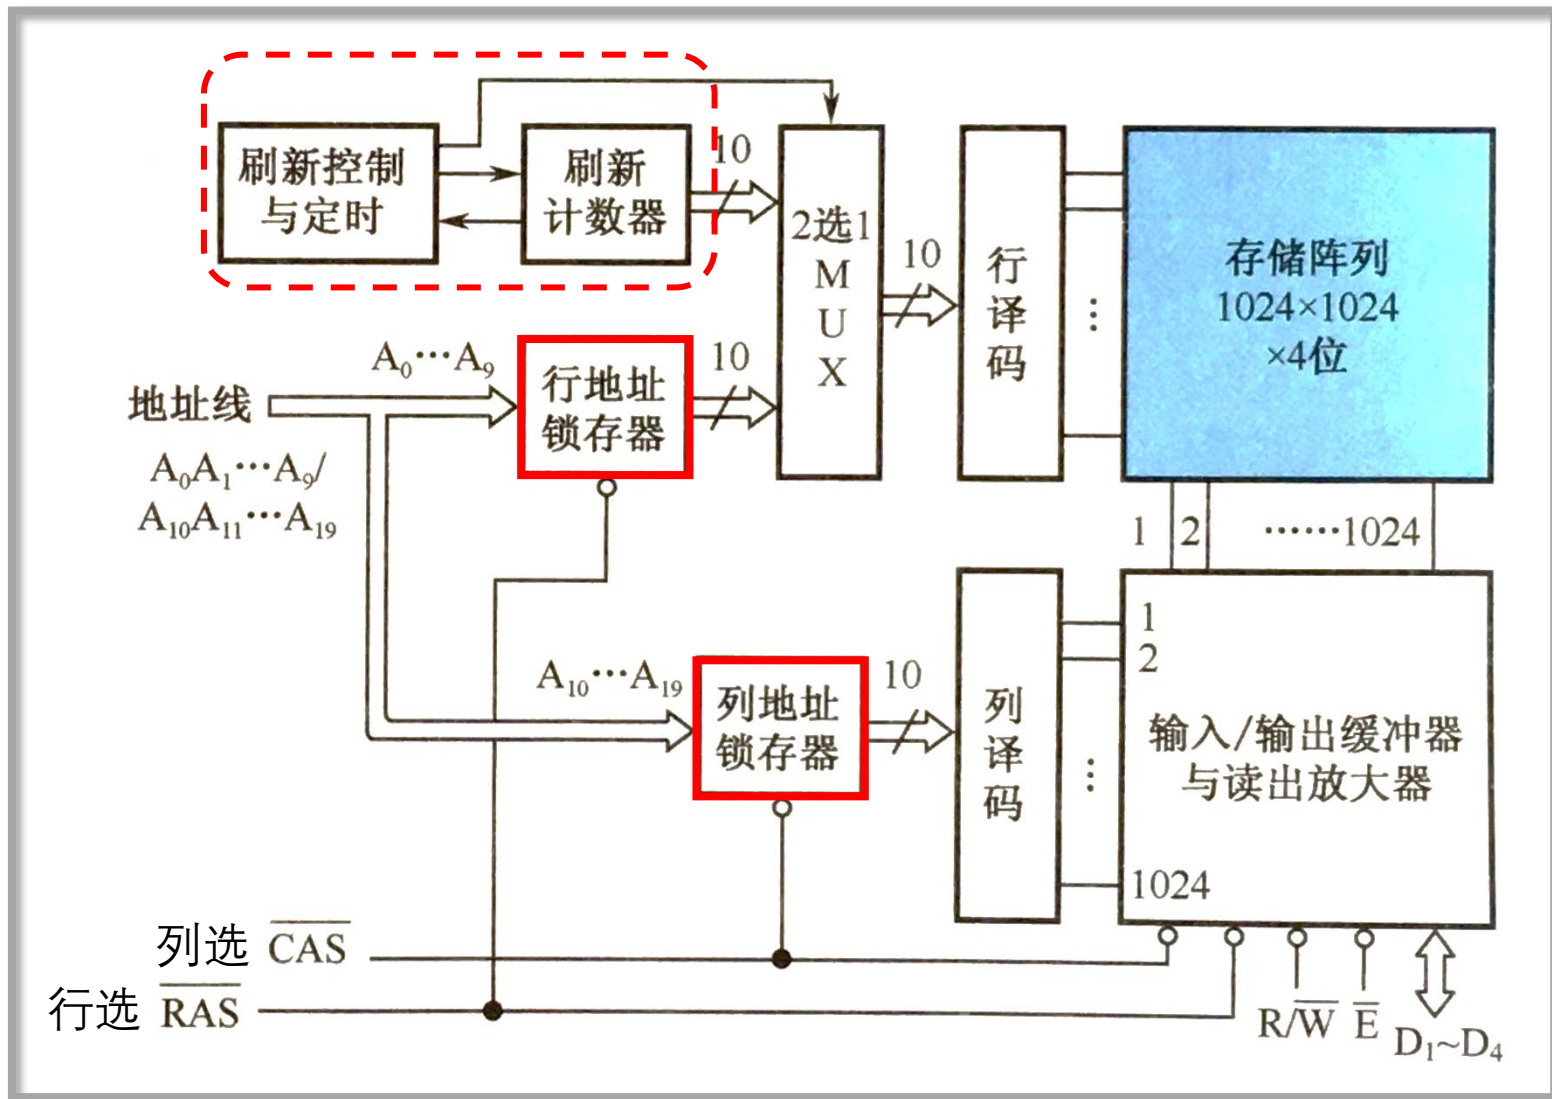 刷新控制
与定时
刷新
计数器
10
2选1
M
U
X
10
行
译
码
⋮
存储阵列
1024×1024
×4位
地址线
A₀···A₉
行地址
锁存器
10
A₀A₁···A₉/
A₁₀A₁₁···A₁₉
1 2 ······1024
A₁₀···A₁₉
列地址
锁存器
10
列
译
码
⋮
1
2
输入/输出缓冲器
与读出放大器
1024
列选 C̅A̅S̅
行选 R̅A̅S̅
R/W̅ E̅ D₁~D₄